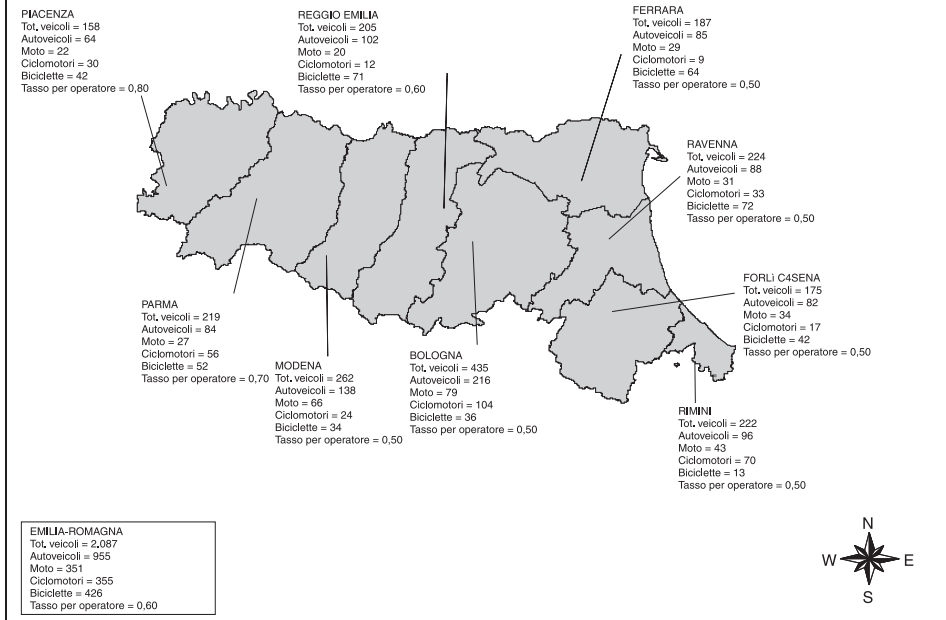 PIACENZA
Tot. veicoli = 158
Autoveicoli = 64
Moto = 22
Ciclomotori = 30
Biciclette = 42
Tasso per operatore = 0,80
REGGIO EMILIA
Tot. veicoli = 205
Autoveicoli = 102
Moto = 20
Ciclomotori = 12
Biciclette = 71
Tasso per operatore = 0,60
FERRARA
Tot. veicoli = 187
Autoveicoli = 85
Moto = 29
Ciclomotori = 9
Biciclette = 64
Tasso per operatore = 0,50
RAVENNA
Tot. veicoli = 224
Autoveicoli = 88
Moto = 31
Ciclomotori = 33
Biciclette = 72
Tasso per operatore = 0,50
FORLì C4SENA
Tot. veicoli = 175
Autoveicoli = 82
Moto = 34
Ciclomotori = 17
Biciclette = 42
Tasso per operatore = 0,50
PARMA
Tot. veicoli = 219
Autoveicoli = 84
Moto = 27
Ciclomotori = 56
Biciclette = 52
Tasso per operatore = 0,70
MODENA
Tot. veicoli = 262
Autoveicoli = 138
Moto = 66
Ciclomotori = 24
Biciclette = 34
Tasso per operatore = 0,50
BOLOGNA
Tot. veicoli = 435
Autoveicoli = 216
Moto = 79
Ciclomotori = 104
Biciclette = 36
Tasso per operatore = 0,50
RIMINI
Tot. veicoli = 222
Autoveicoli = 96
Moto = 43
Ciclomotori = 70
Biciclette = 13
Tasso per operatore = 0,50
EMILIA-ROMAGNA
Tot. veicoli = 2.087
Autoveicoli = 955
Moto = 351
Ciclomotori = 355
Biciclette = 426
Tasso per operatore = 0,60
N
W E
S